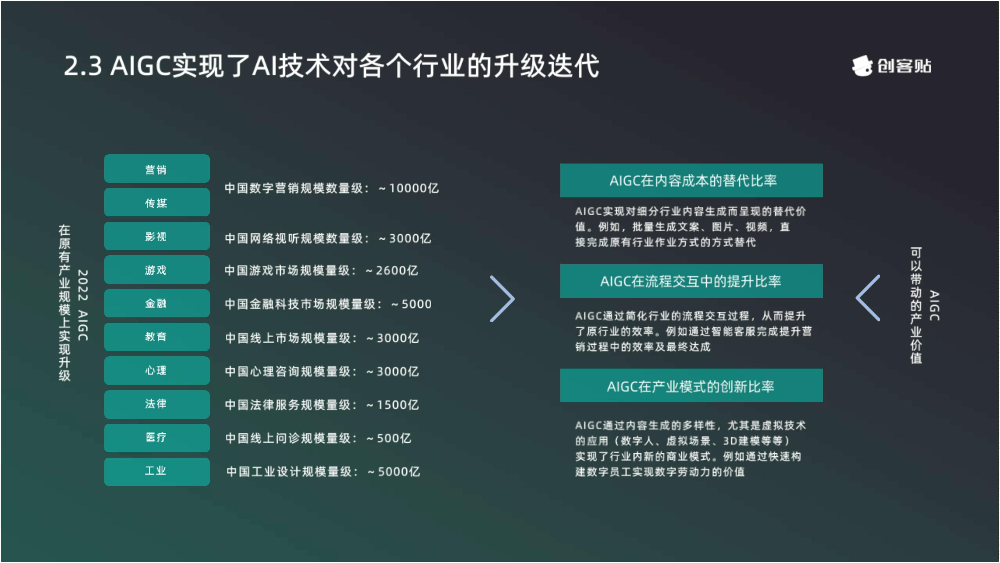 2.3 AIGC实现了AI技术对各个行业的升级迭代
创客贴
2022 AIGC
在原有产业规模上实现升级
营销
传媒
中国数字营销规模数量级：~10000亿
影视
中国网络视听规模数量级：~3000亿
游戏
中国游戏市场规模量级：~2600亿
金融
中国金融科技市场规模量级：~5000
教育
中国线上市场规模量级：~3000亿
心理
中国心理咨询规模量级：~3000亿
法律
中国法律服务规模量级：~1500亿
医疗
中国线上问诊规模量级：~500亿
工业
中国工业设计规模量级：~5000亿
AIGC在内容成本的替代比率
AIGC实现对细分行业内容生成而呈现的替代价
值。例如，批量生成文案、图片、视频，直
接完成原有行业作业方式的方式替代
AIGC在流程交互中的提升比率
AIGC通过简化行业的流程交互过程，从而提升
了原行业的效率。例如通过智能客服完成提升营
销过程中的效率及最终达成
AIGC在产业模式的创新比率
AIGC通过内容生成的多样性，尤其是虚拟技术
的应用（数字人、虚拟场景、3D建模等等）
实现了行业内新的商业模式。例如通过快速构
建数字员工实现数字劳动力的价值
AIGC
可以带动的产业价值